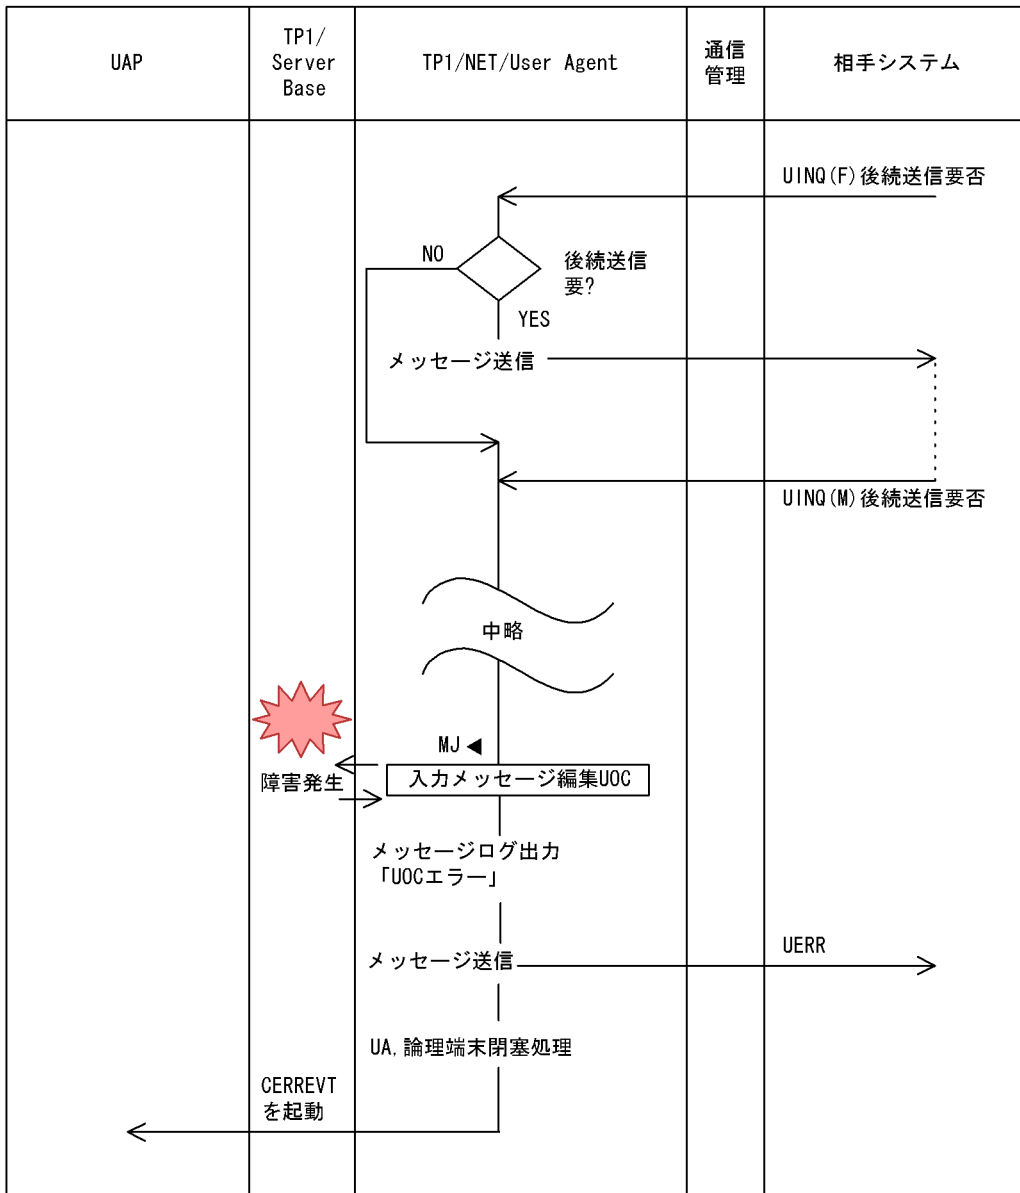 UAP
TP1/
Server
Base
TP1/NET/User Agent
通信
管理
相手システム
UINQ(F)後続送信要否
NO
後続送信
要?
YES
メッセージ送信
UINQ(M)後続送信要否
中略
MJ
障害発生
入力メッセージ編集UOC
メッセージログ出力
「UOCエラー」
メッセージ送信
UERR
UA,論理端末閉塞処理
CERREVT
を起動